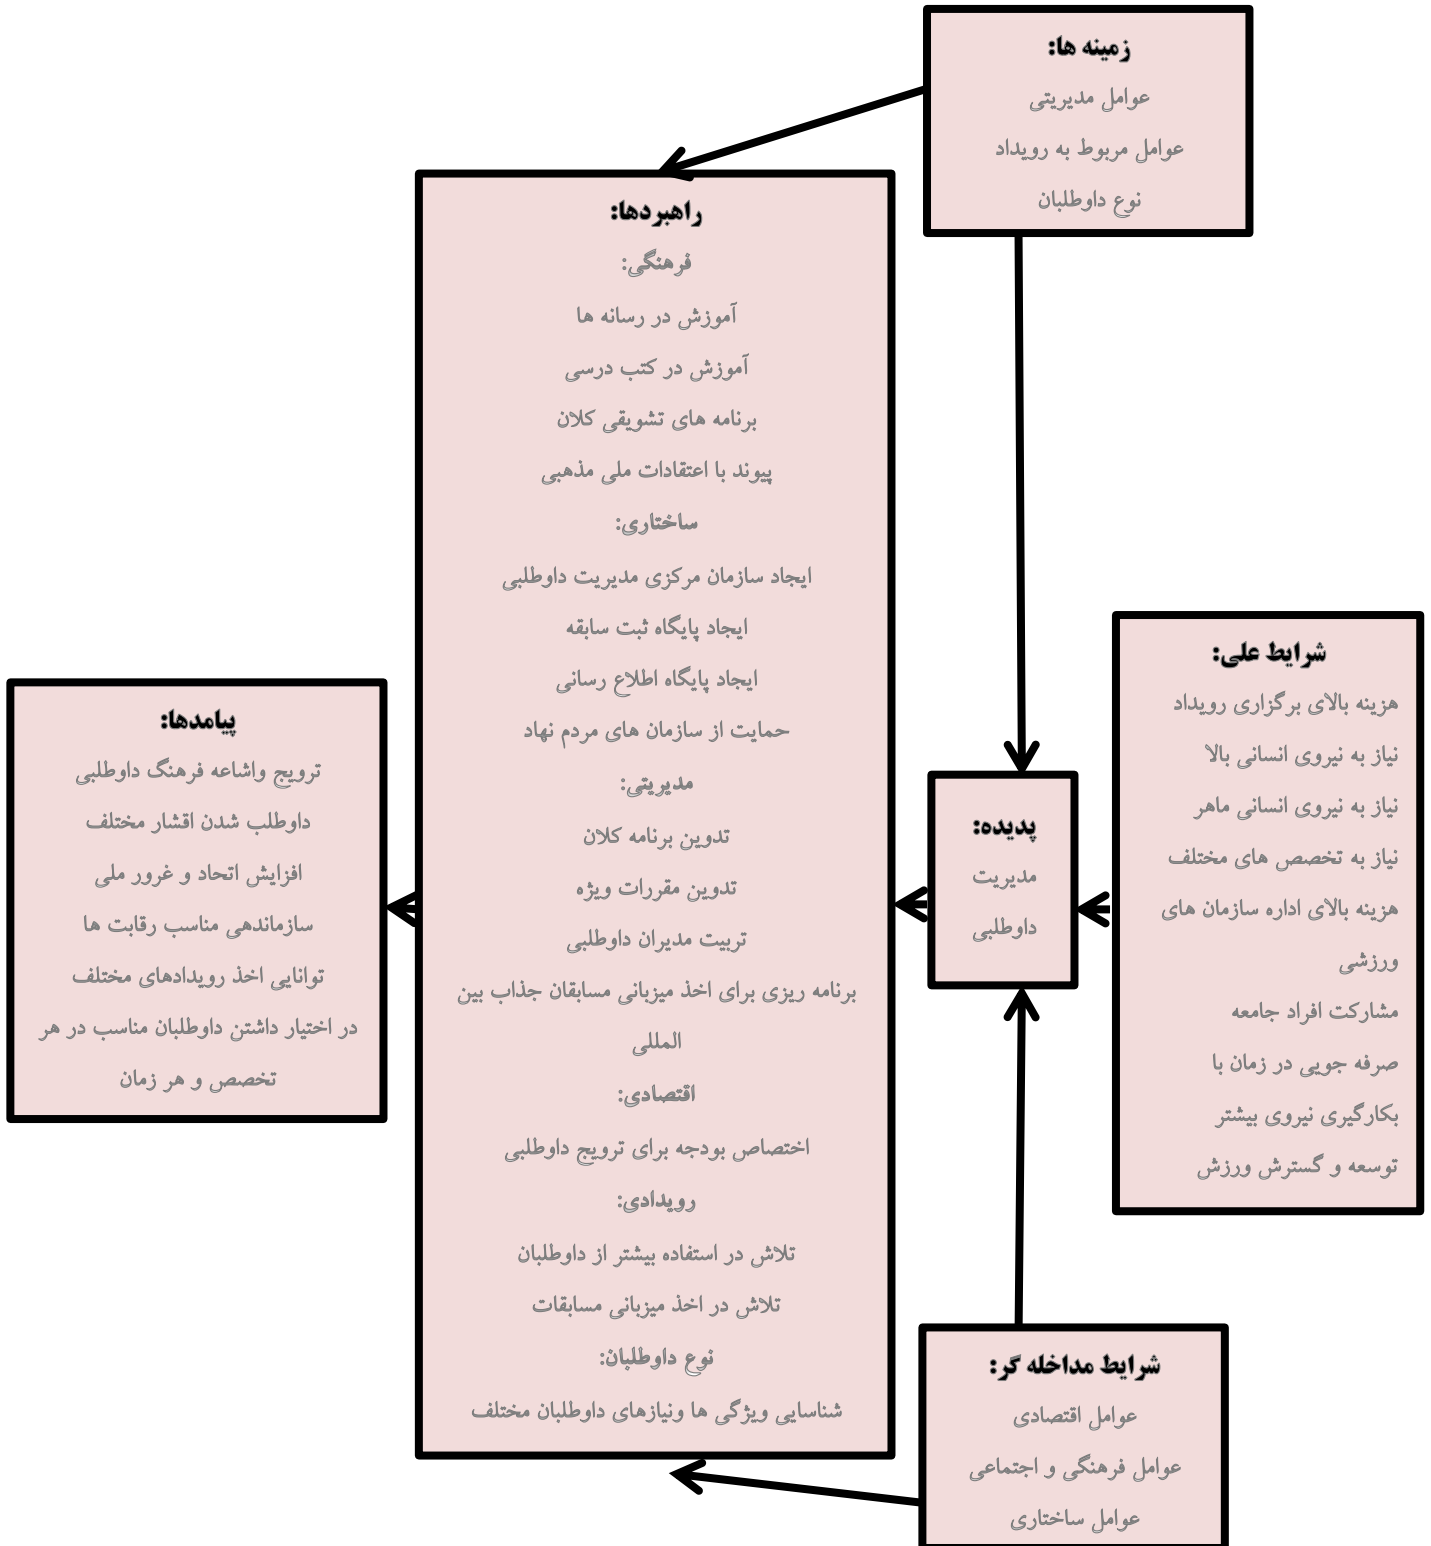 زمینه ها:
عوامل مدیریتی
عوامل مربوط به رویداد
نوع داوطلبان
شرایط علی:
هزینه بالای برگزاری رویداد
نیاز به نیروی انسانی بالا
نیاز به نیروی انسانی ماهر
نیاز به تخصص های مختلف
هزینه بالای اداره سازمان های
ورزشی
مشارکت افراد جامعه
صرفه جویی در زمان با
بکارگیری نیروی بیشتر
توسعه و گسترش ورزش
پدیده:
مدیریت
داوطلبی
شرایط مداخله گر:
عوامل اقتصادی
عوامل فرهنگی و اجتماعی
عوامل ساختاری
راهبردها:
فرهنگی:
آموزش در رسانه ها
آموزش در کتب درسی
برنامه های تشویقی کلان
پیوند با اعتقادات ملی مذهبی
ساختاری:
ایجاد سازمان مرکزی مدیریت داوطلبی
ایجاد پایگاه ثبت سابقه
ایجاد پایگاه اطلاع رسانی
حمایت از سازمان های مردم نهاد
مدیریتی:
تدوین برنامه کلان
تدوین مقررات ویژه
تربیت مدیران داوطلبی
برنامه ریزی برای اخذ میزبانی مسابقان جذاب بین
المللی
اقتصادی:
اختصاص بودجه برای ترویج داوطلبی
رویدادی:
تلاش در استفاده بیشتر از داوطلبان
تلاش در اخذ میزبانی مسابقات
نوع داوطلبان:
شناسایی ویژگی ها ونیازهای داوطلبان مختلف
پیامدها:
ترویج واشاعه فرهنگ داوطلبی
داوطلب شدن اقشار مختلف
افزایش اتحاد و غرور ملی
سازماندهی مناسب رقابت ها
توانایی اخذ رویدادهای مختلف
در اختیار داشتن داوطلبان مناسب در هر
تخصص و هر زمان